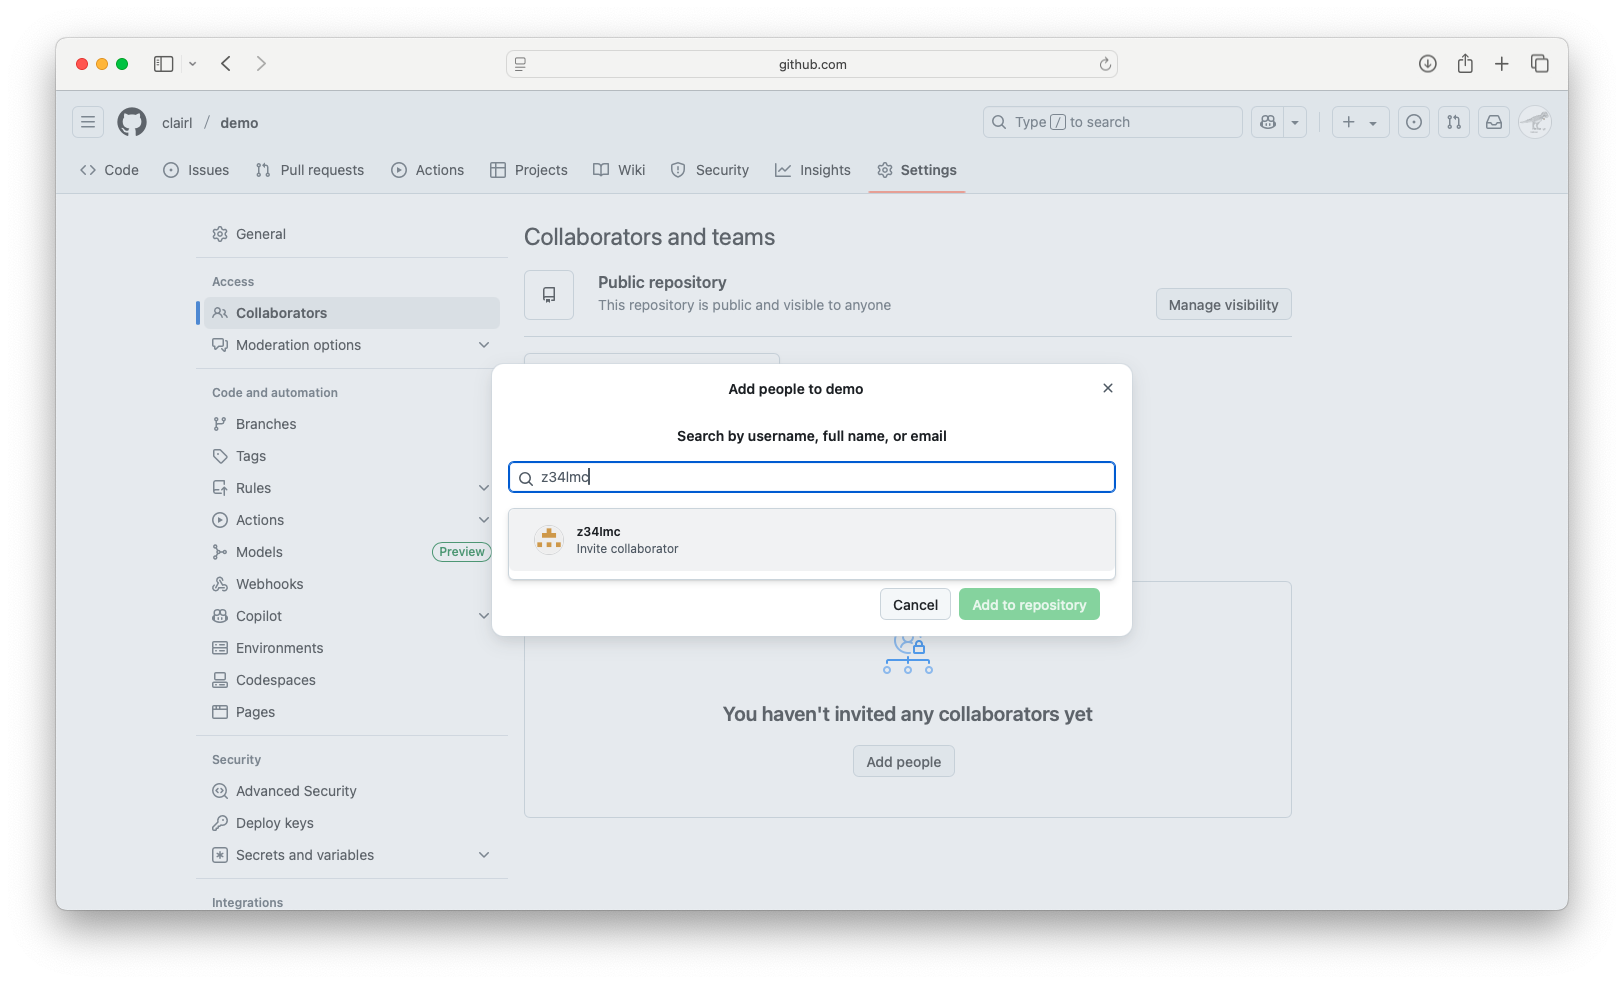 github.com
clairl / demo
Type / to search
Code Issues Pull requests Actions Projects Wiki Security Insights Settings
General
Access
Collaborators
Moderation options
Code and automation
Branches
Tags
Rules
Actions
Models Preview
Webhooks
Copilot
Environments
Codespaces
Pages
Security
Advanced Security
Deploy keys
Secrets and variables
Integrations
Collaborators and teams
Public repository
This repository is public and visible to anyone
Manage visibility
Add people to demo
Search by username, full name, or email
z34lmc
z34lmc
Invite collaborator
Cancel Add to repository
You haven't invited any collaborators yet
Add people